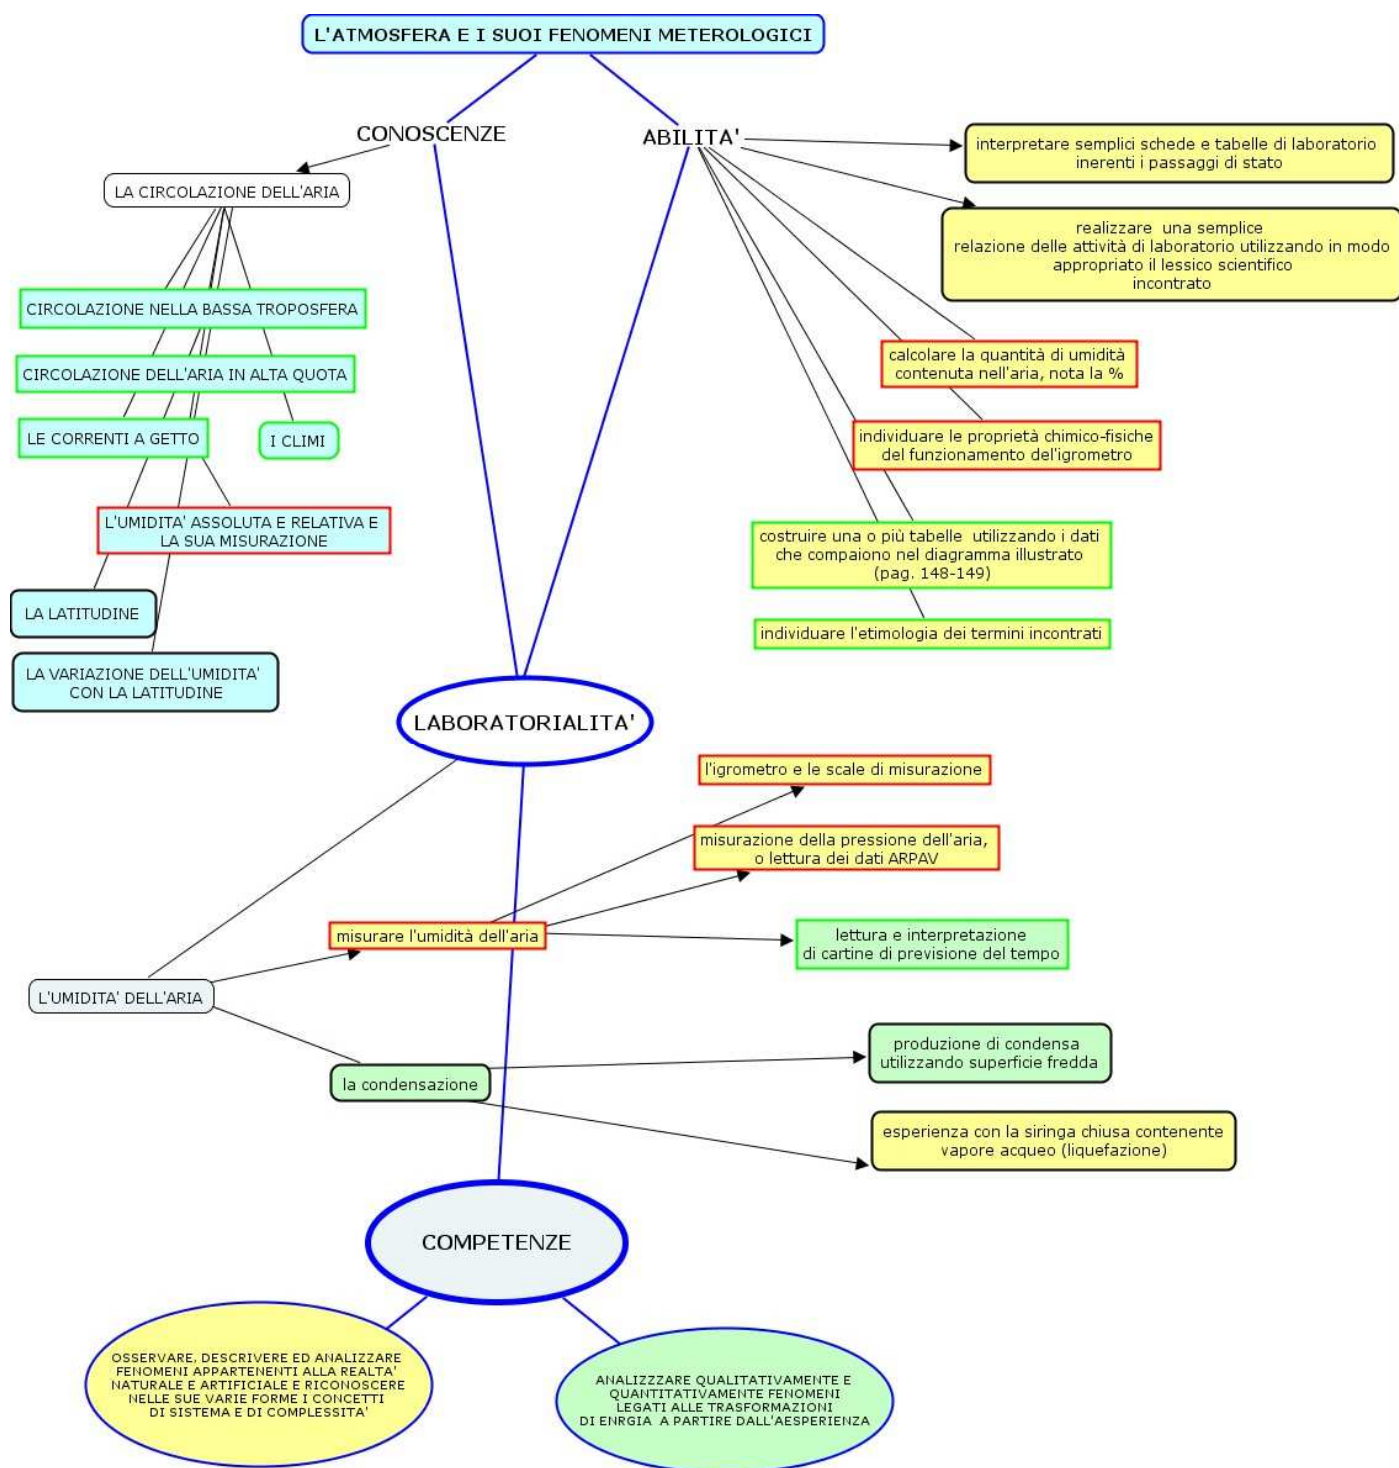 L'ATMOSFERA E I SUOI FENOMENI METEROLOGICI
CONOSCENZE
ABILITA'
LA CIRCOLAZIONE DELL'ARIA
interpretare semplici schede e tabelle di laboratorio
inerenti i passaggi di stato
realizzare una semplice
relazione delle attività di laboratorio utilizzando in modo
appropriato il lessico scientifico
incontrato
CIRCOLAZIONE NELLA BASSA TROPOSFERA
CIRCOLAZIONE DELL'ARIA IN ALTA QUOTA
LE CORRENTI A GETTO
I CLIMI
L'UMIDITA' ASSOLUTA E RELATIVA E
LA SUA MISURAZIONE
LA LATITUDINE
LA VARIAZIONE DELL'UMIDITA'
CON LA LATITUDINE
calcolare la quantità di umidità
contenuta nell'aria, nota la %
individuare le proprietà chimico-fisiche
del funzionamento del'igrometro
costruire una o più tabelle utilizzando i dati
che compaiono nel diagramma illustrato
(pag. 148-149)
individuare l'etimologia dei termini incontrati
LABORATORIALITA'
l'igrometro e le scale di misurazione
misurazione della pressione dell'aria,
o lettura dei dati ARPAV
misurare l'umidità dell'aria
lettura e interpretazione
di cartine di previsione del tempo
L'UMIDITA' DELL'ARIA
produzione di condensa
utilizzando superficie fredda
la condensazione
esperienza con la siringa chiusa contenente
vapore acqueo (liquefazione)
COMPETENZE
OSSERVARE, DESCRIVERE ED ANALIZZARE
FENOMENI APPARTENENTI ALLA REALTA'
NATURALE E ARTIFICIALE E RICONOSCERE
NELLE SUE VARIE FORME I CONCETTI
DI SISTEMA E DI COMPLESSITA'
ANALIZZZARE QUALITATIVAMENTE E
QUANTITATIVAMENTE FENOMENI
LEGATI ALLE TRASFORMAZIONI
DI ENRGIA A PARTIRE DALL'AESPERIENZA